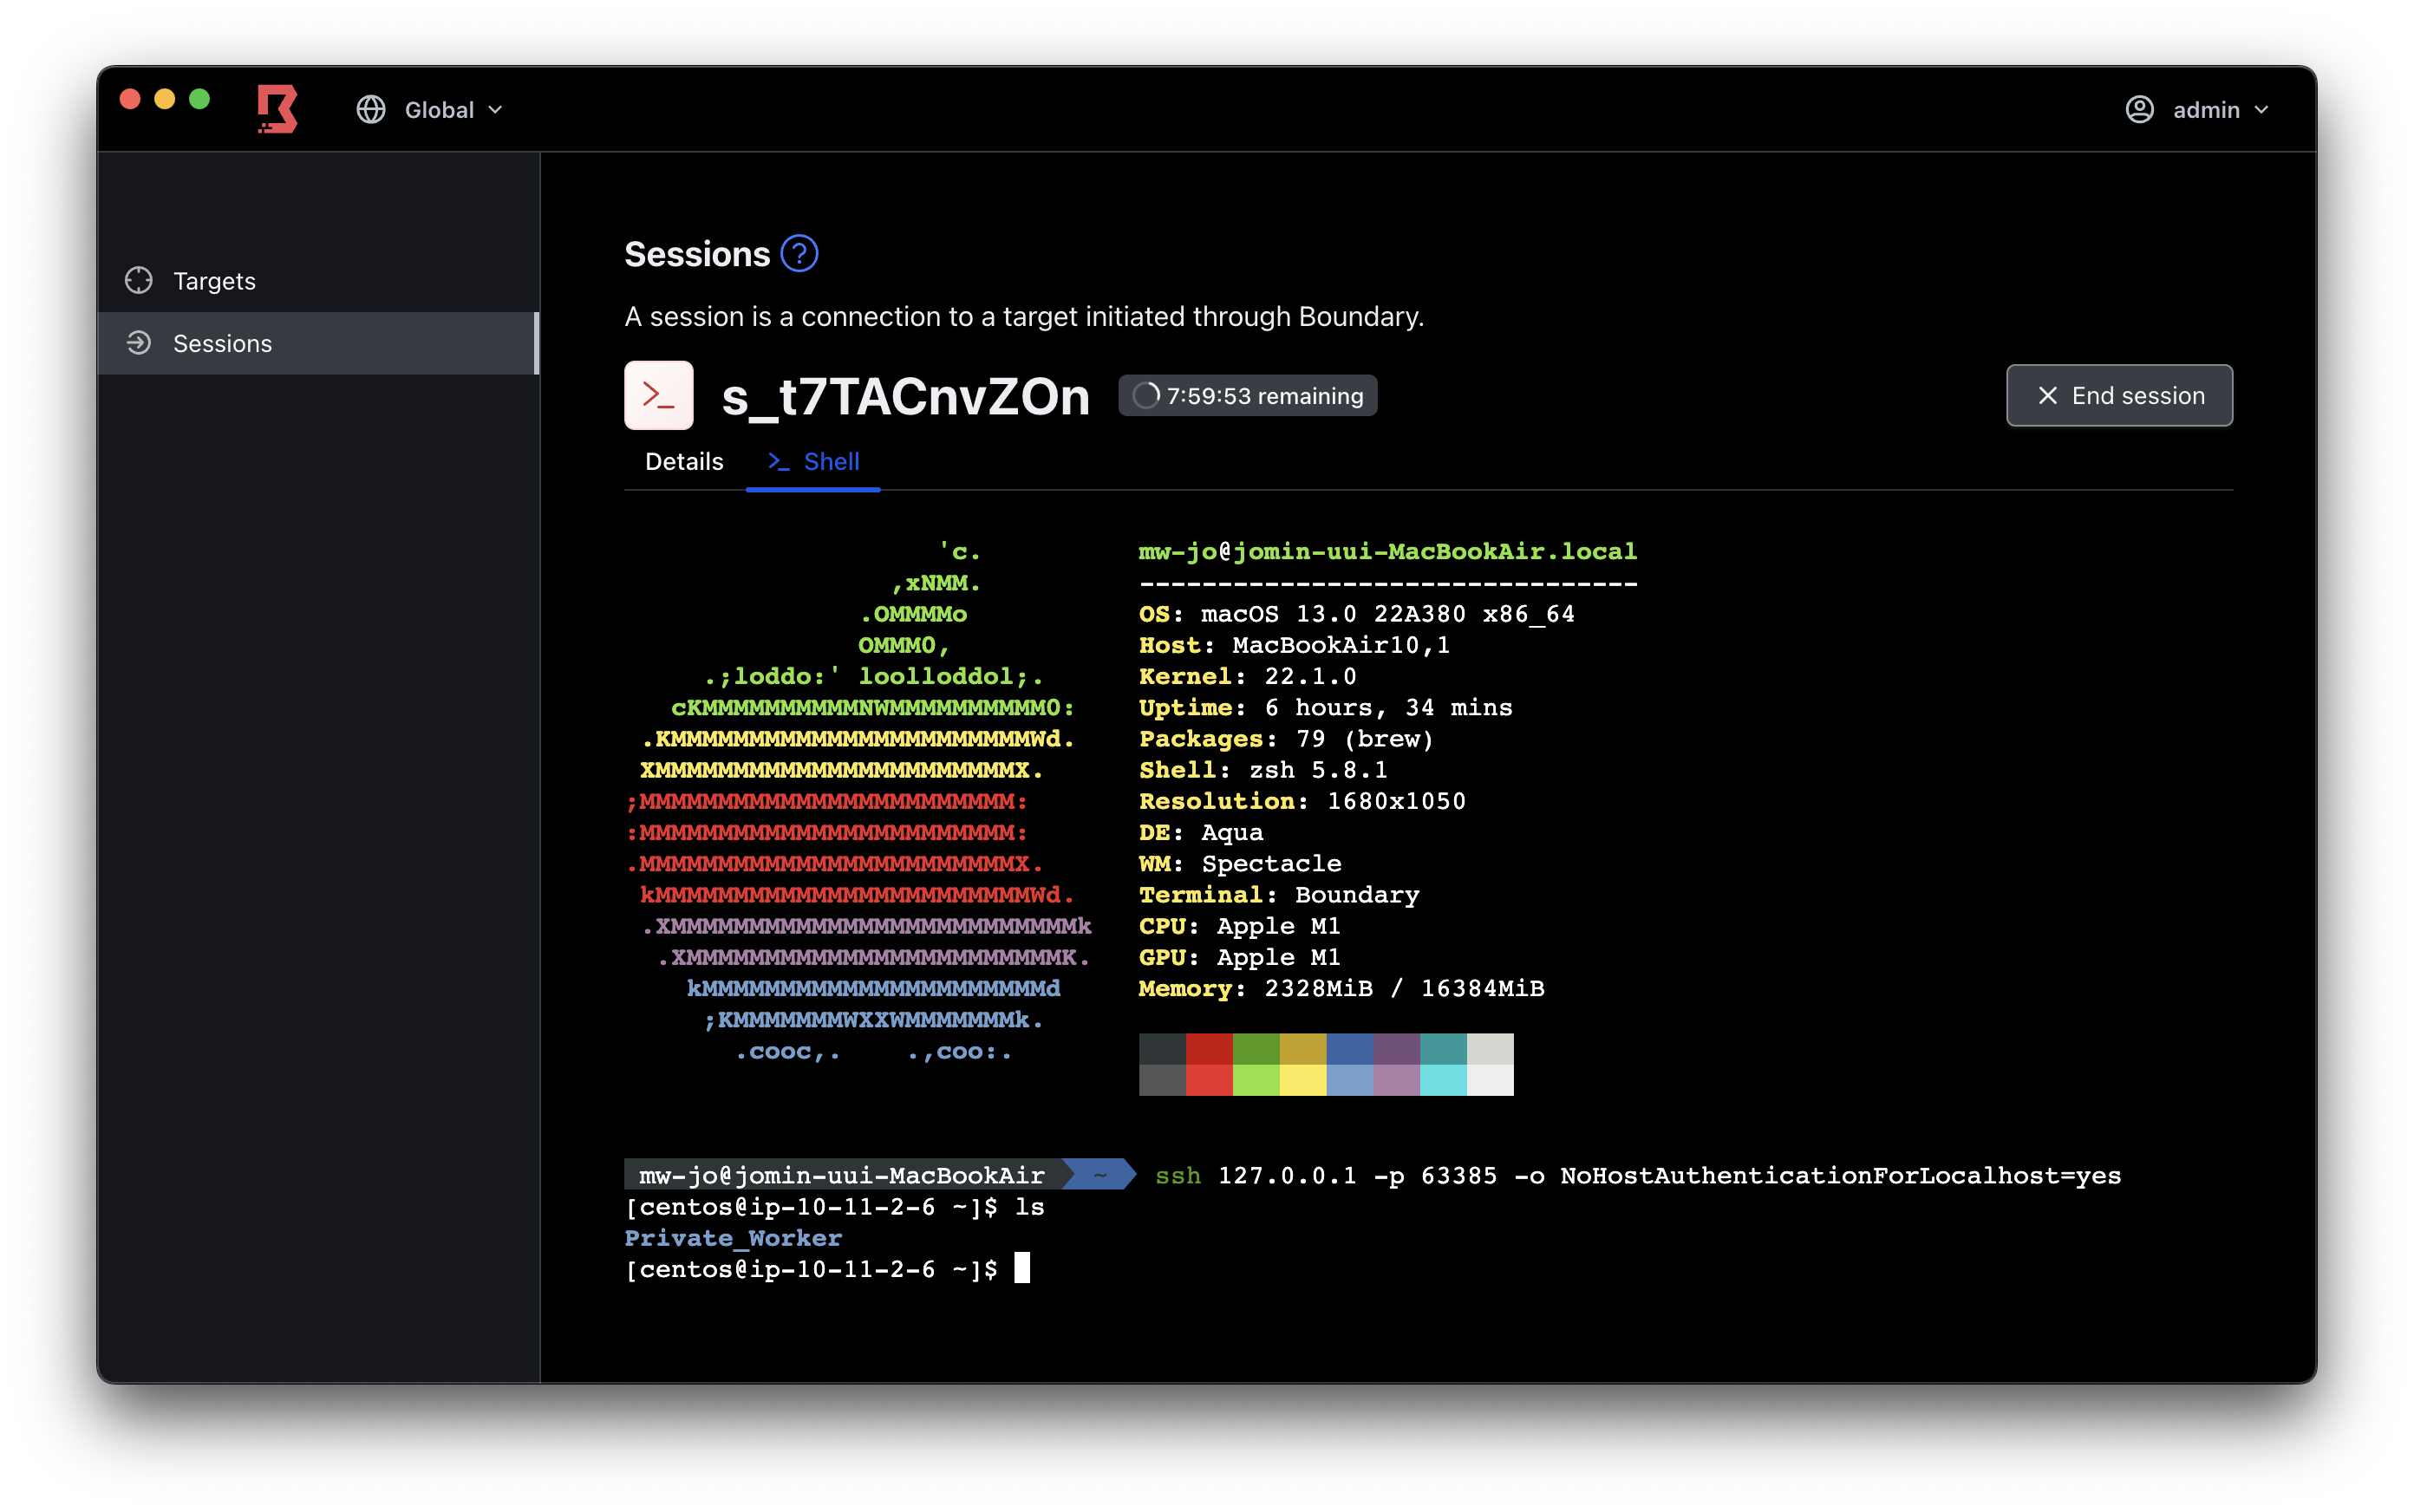 Global
admin
Targets
Sessions
Sessions
A session is a connection to a target initiated through Boundary.
s_t7TACnvZOn
7:59:53 remaining
End session
Details
>_ Shell
'c.
,xNMM.
.OMMMMo
OMMM0,
.;loddo:' loolloddol;.
cKMMMMMMMMMMNWMMMMMMMMMM0:
.KMMMMMMMMMMMMMMMMMMMMMMMWd.
XMMMMMMMMMMMMMMMMMMMMMMMX.
;MMMMMMMMMMMMMMMMMMMMMMMM:
:MMMMMMMMMMMMMMMMMMMMMMMM:
.MMMMMMMMMMMMMMMMMMMMMMMMX.
kMMMMMMMMMMMMMMMMMMMMMMMMWd.
.XMMMMMMMMMMMMMMMMMMMMMMMMMMk
.XMMMMMMMMMMMMMMMMMMMMMMMMK.
kMMMMMMMMMMMMMMMMMMMMMMd
;KMMMMMMMWXXWMMMMMMMk.
.cooc,.    .,coo:.
mw-jo@jomin-uui-MacBookAir.local
--------------------------------
OS: macOS 13.0 22A380 x86_64
Host: MacBookAir10,1
Kernel: 22.1.0
Uptime: 6 hours, 34 mins
Packages: 79 (brew)
Shell: zsh 5.8.1
Resolution: 1680x1050
DE: Aqua
WM: Spectacle
Terminal: Boundary
CPU: Apple M1
GPU: Apple M1
Memory: 2328MiB / 16384MiB
mw-jo@jomin-uui-MacBookAir ~ ssh 127.0.0.1 -p 63385 -o NoHostAuthenticationForLocalhost=yes
[centos@ip-10-11-2-6 ~]$ ls
Private_Worker
[centos@ip-10-11-2-6 ~]$